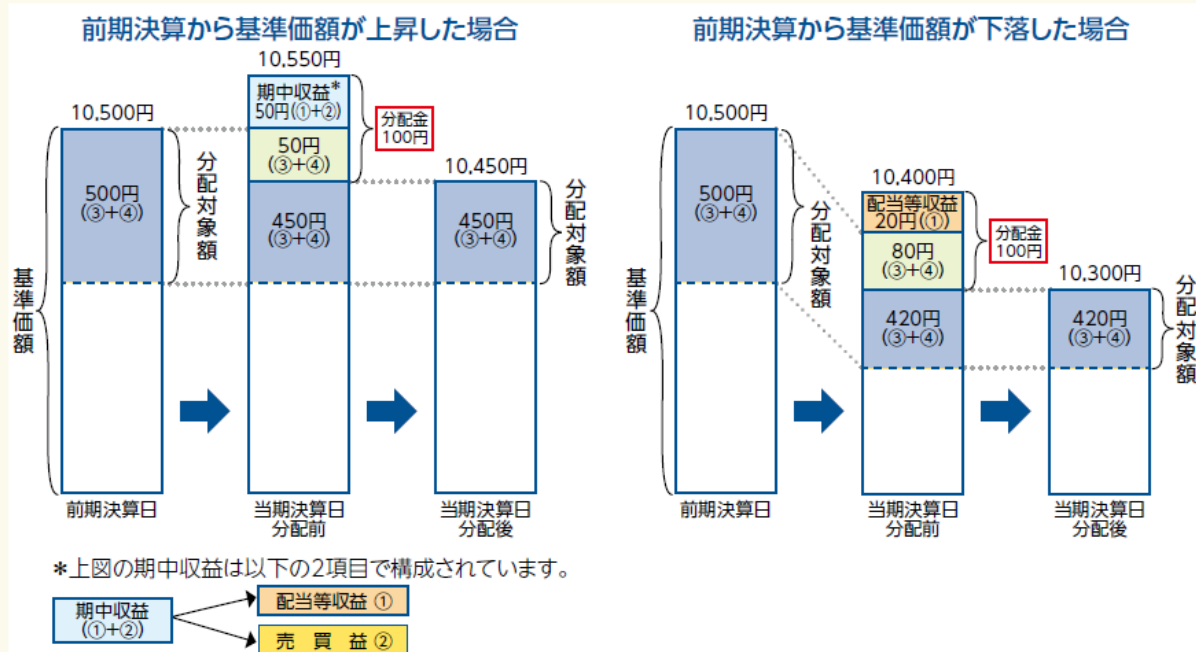 前期決算から基準価額が上昇した場合
10,550円
10,500円
期中収益*
50円(①+②)
分配金
100円
50円
(③+④)
10,450円
500円
(③+④)
分配対象額
450円
(③+④)
450円
(③+④)
分配対象額
基準価額
前期決算日
当期決算日
分配前
当期決算日
分配後
前期決算から基準価額が下落した場合
10,500円
10,400円
500円
(③+④)
分配対象額
配当等収益
20円(①)
分配金
100円
80円
(③+④)
10,300円
420円
(③+④)
420円
(③+④)
分配対象額
基準価額
前期決算日
当期決算日
分配前
当期決算日
分配後
*上図の期中収益は以下の2項目で構成されています。
期中収益
(①+②)
配当等収益 ①
売 買 益 ②